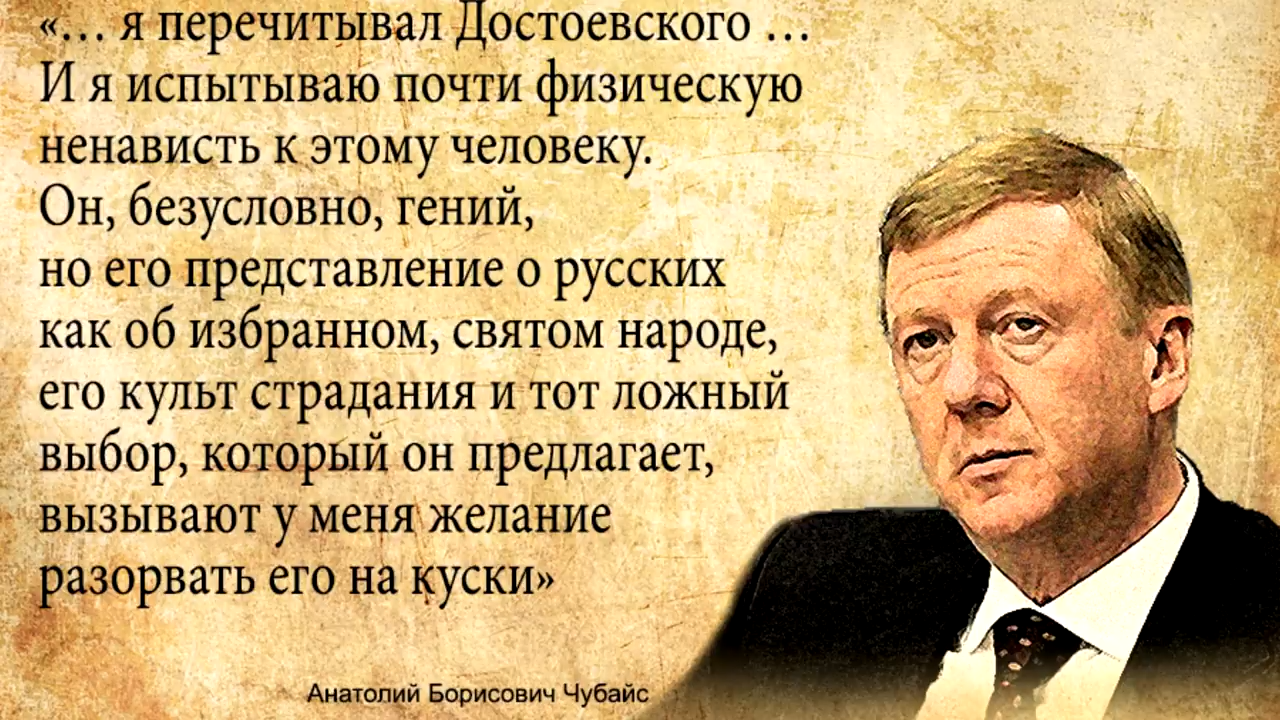 «... я перечитывал Достоевского ...
И я испытываю почти физическую
ненависть к этому человеку.
Он, безусловно, гений,
но его представление о русских
как об избранном, святом народе,
его культ страдания и тот ложный
выбор, который он предлагает,
вызывают у меня желание
разорвать его на куски»
Анатолий Борисович Чубайс